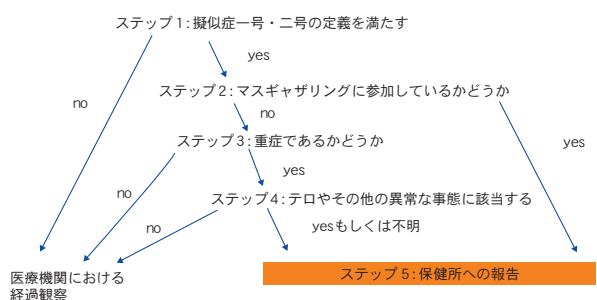 ステップ1:擬似症一号・二号の定義を満たす
yes
no
ステップ2:マスギャザリングに参加しているかどうか
no
yes
ステップ3:重症であるかどうか
yes
no
ステップ4:テロやその他の異常な事態に該当する
no
yesもしくは不明
医療機関における
経過観察
ステップ5:保健所への報告